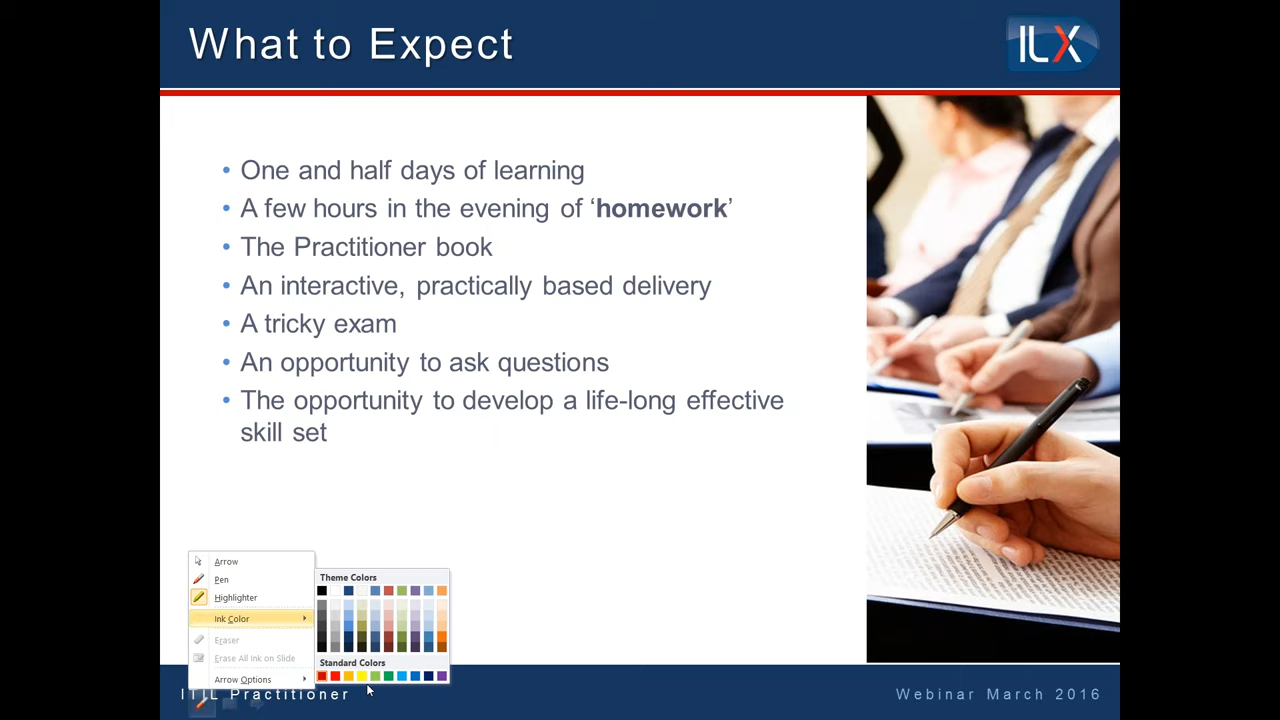 What to Expect
ILX
• One and half days of learning
• A few hours in the evening of ‘homework’
• The Practitioner book
• An interactive, practically based delivery
• A tricky exam
• An opportunity to ask questions
• The opportunity to develop a life-long effective
skill set
Arrow
Pen
Highlighter
Ink Color
Eraser
Erase All Ink on Slide
Arrow Options
Theme Colors
Standard Colors
ITIL Practitioner
Webinar March 2016